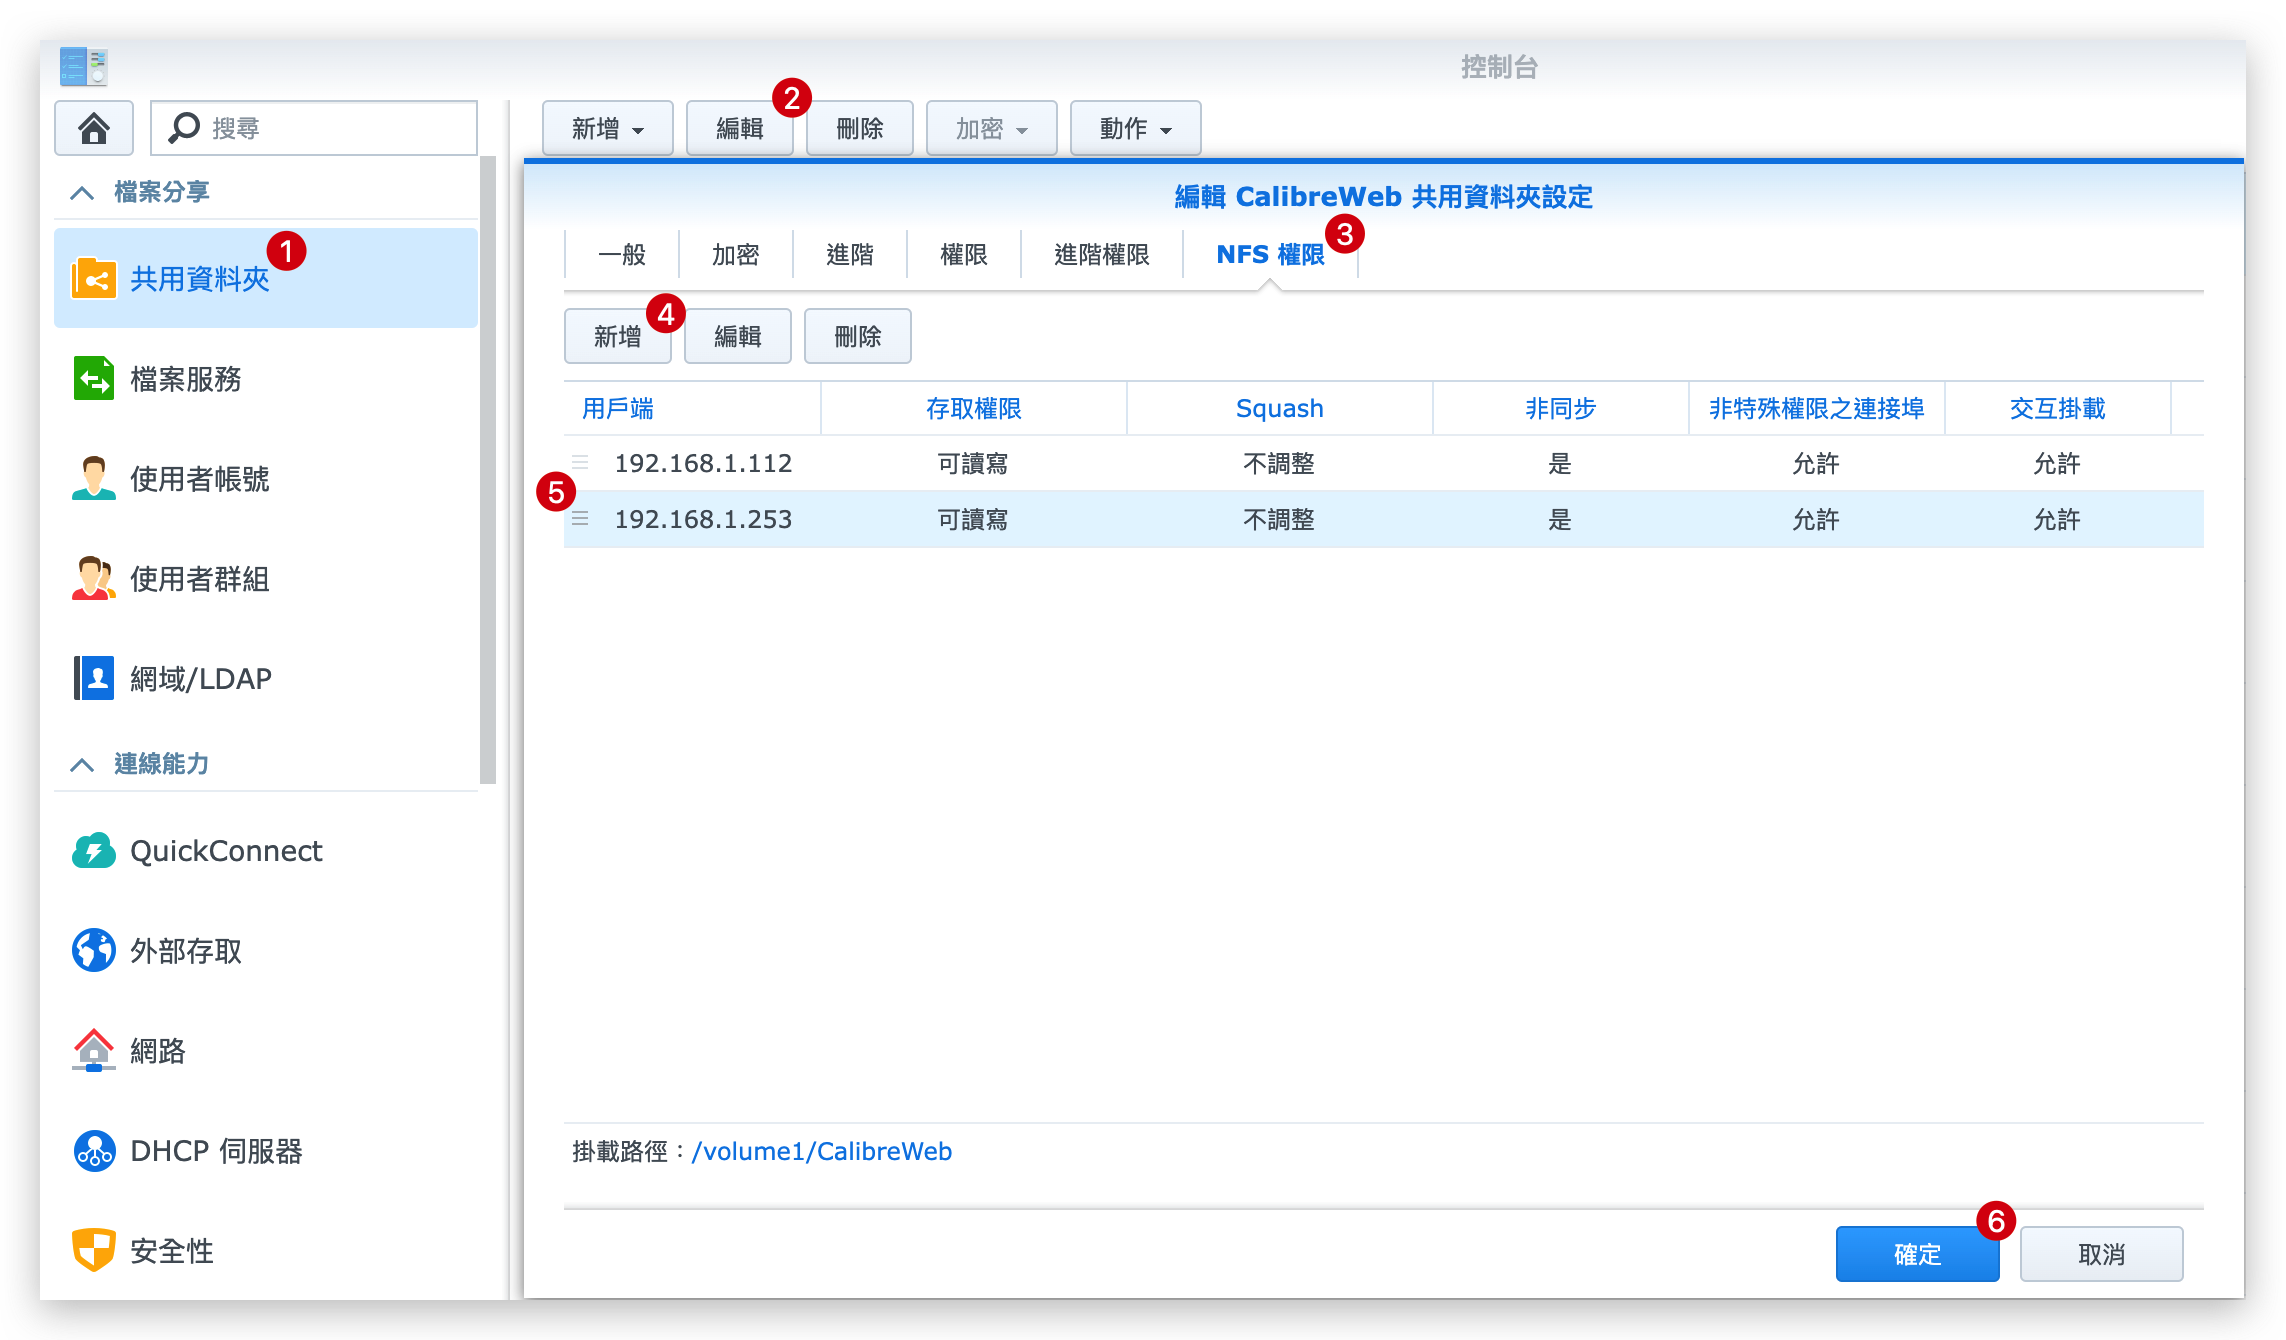 控制台
搜尋
檔案分享
共用資料夾 1
檔案服務
使用者帳號
使用者群組
網域/LDAP
連線能力
QuickConnect
外部存取
網路
DHCP 伺服器
安全性
新增 編輯 2 刪除 加密 動作
編輯 CalibreWeb 共用資料夾設定
一般 加密 進階 權限 進階權限 NFS 權限 3
新增 4 編輯 刪除
用戶端 存取權限 Squash 非同步 非特殊權限之連接埠 交互掛載
192.168.1.112 可讀寫 不調整 是 允許 允許
5
192.168.1.253 可讀寫 不調整 是 允許 允許
掛載路徑：/volume1/CalibreWeb
確定 6 取消